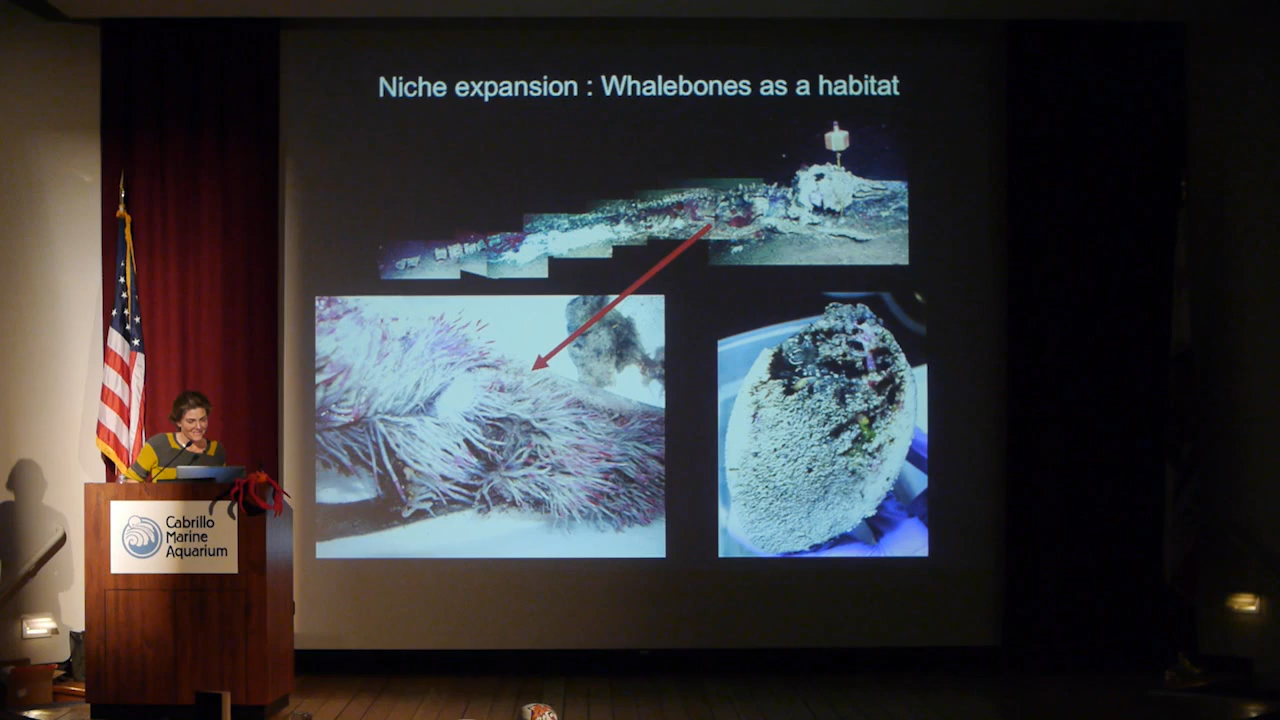 Niche expansion : Whalebones as a habitat
Cabrillo
Marine
Aquarium